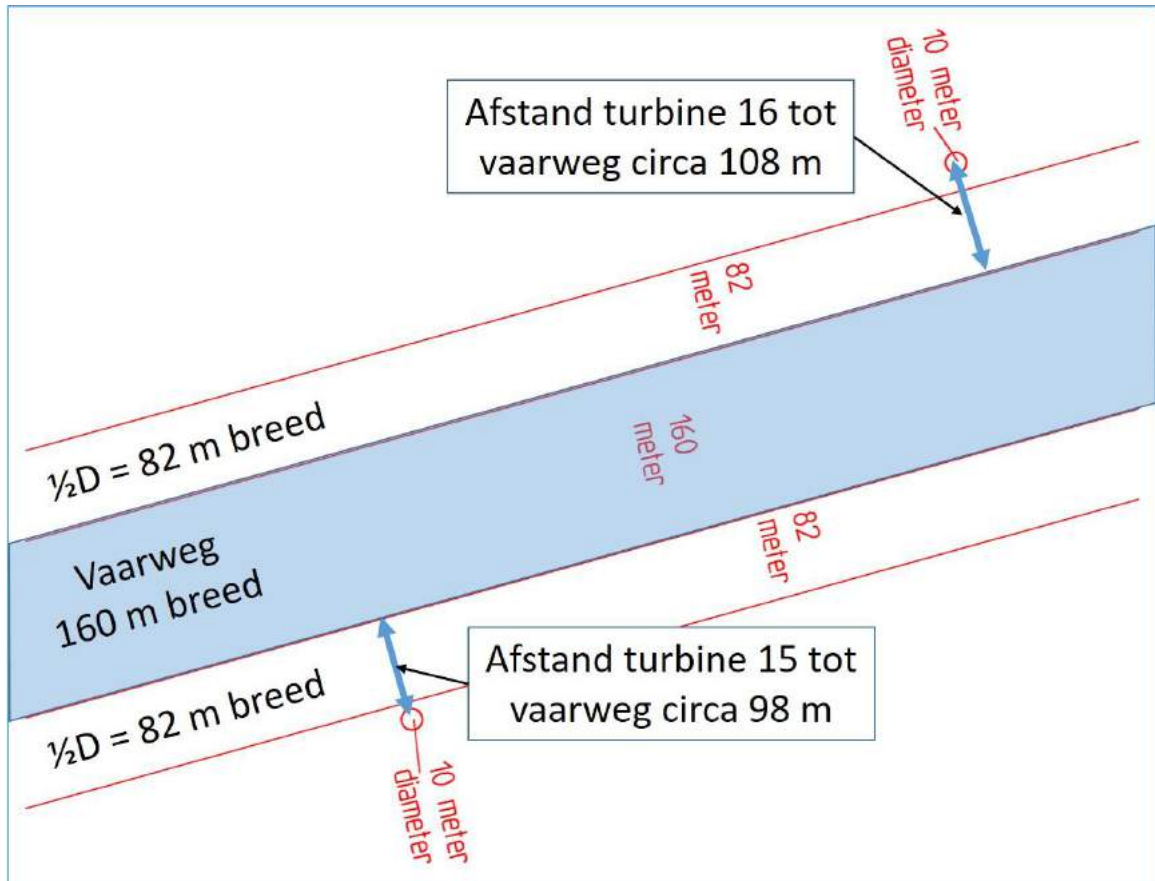 10 meter
diameter
Afstand turbine 16 tot
vaarweg circa 108 m
82
meter
½D = 82 m breed
160
meter
Vaarweg
160 m breed
82
meter
Afstand turbine 15 tot
vaarweg circa 98 m
½D = 82 m breed
10 meter
diameter